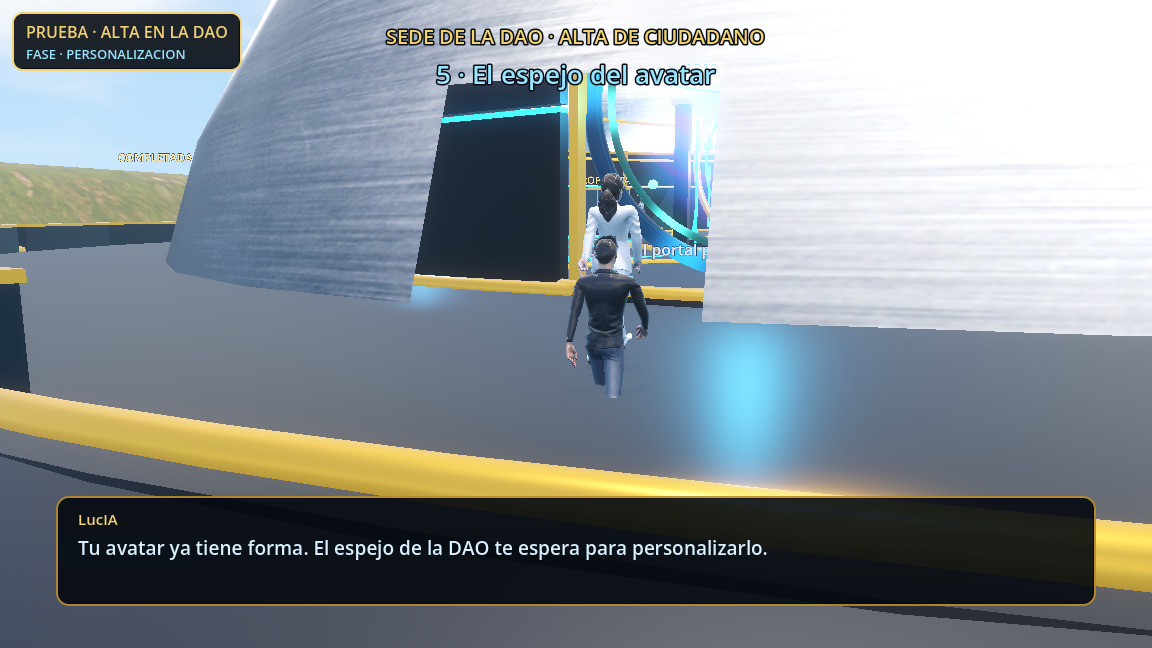 PRUEBA · ALTA EN LA DAO
FASE · PERSONALIZACION
SEDE DE LA DAO · ALTA DE CIUDADANO
5 · El espejo del avatar
COMPLETADA
l portal p
LucIA
Tu avatar ya tiene forma. El espejo de la DAO te espera para personalizarlo.